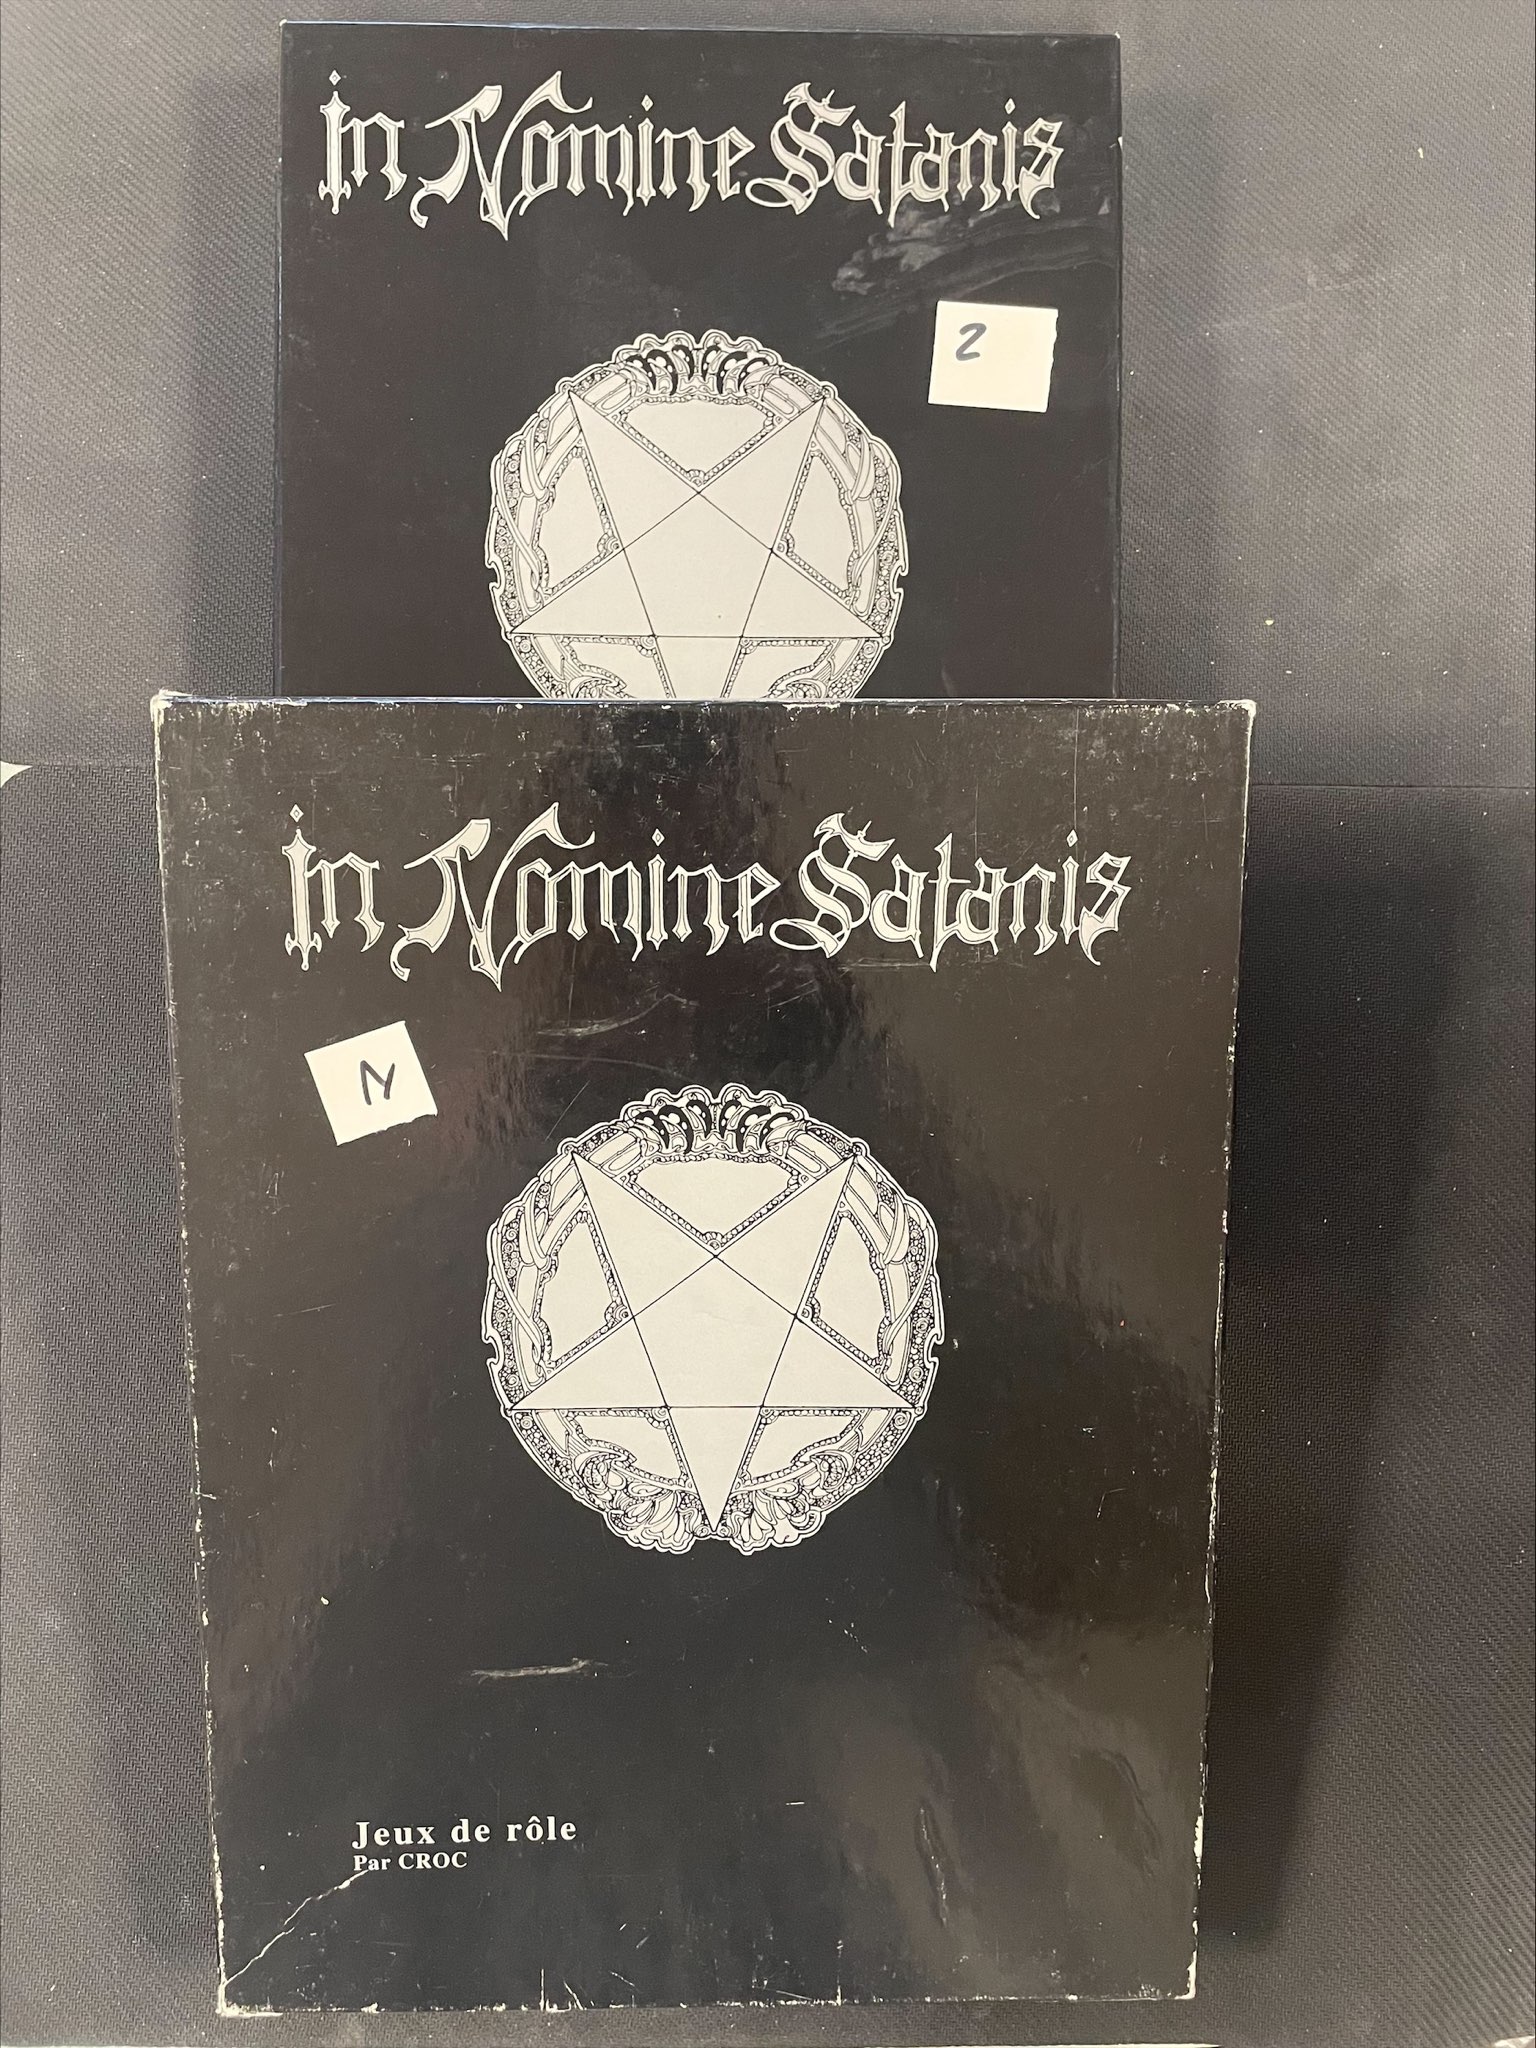 In Nomine Satanis
2
In Nomine Satanis
N
Jeux de rôle
Par CROC